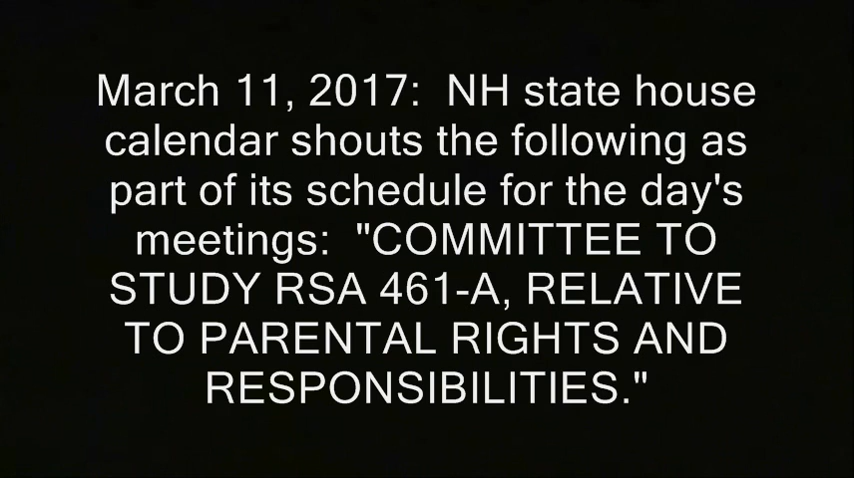 March 11, 2017:  NH state house
calendar shouts the following as
part of its schedule for the day's
meetings:  "COMMITTEE TO
STUDY RSA 461-A, RELATIVE
TO PARENTAL RIGHTS AND
RESPONSIBILITIES."